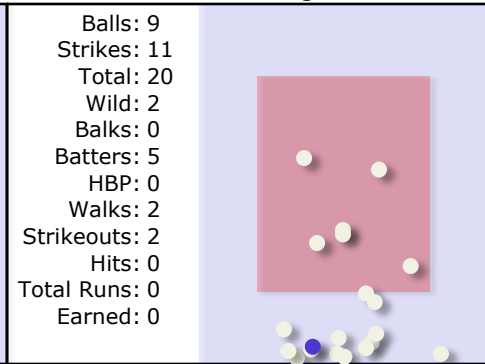 Balls: 9
Strikes: 11
Total: 20
Wild: 2
Balks: 0
Batters: 5
HBP: 0
Walks: 2
Strikeouts: 2
Hits: 0
Total Runs: 0
Earned: 0